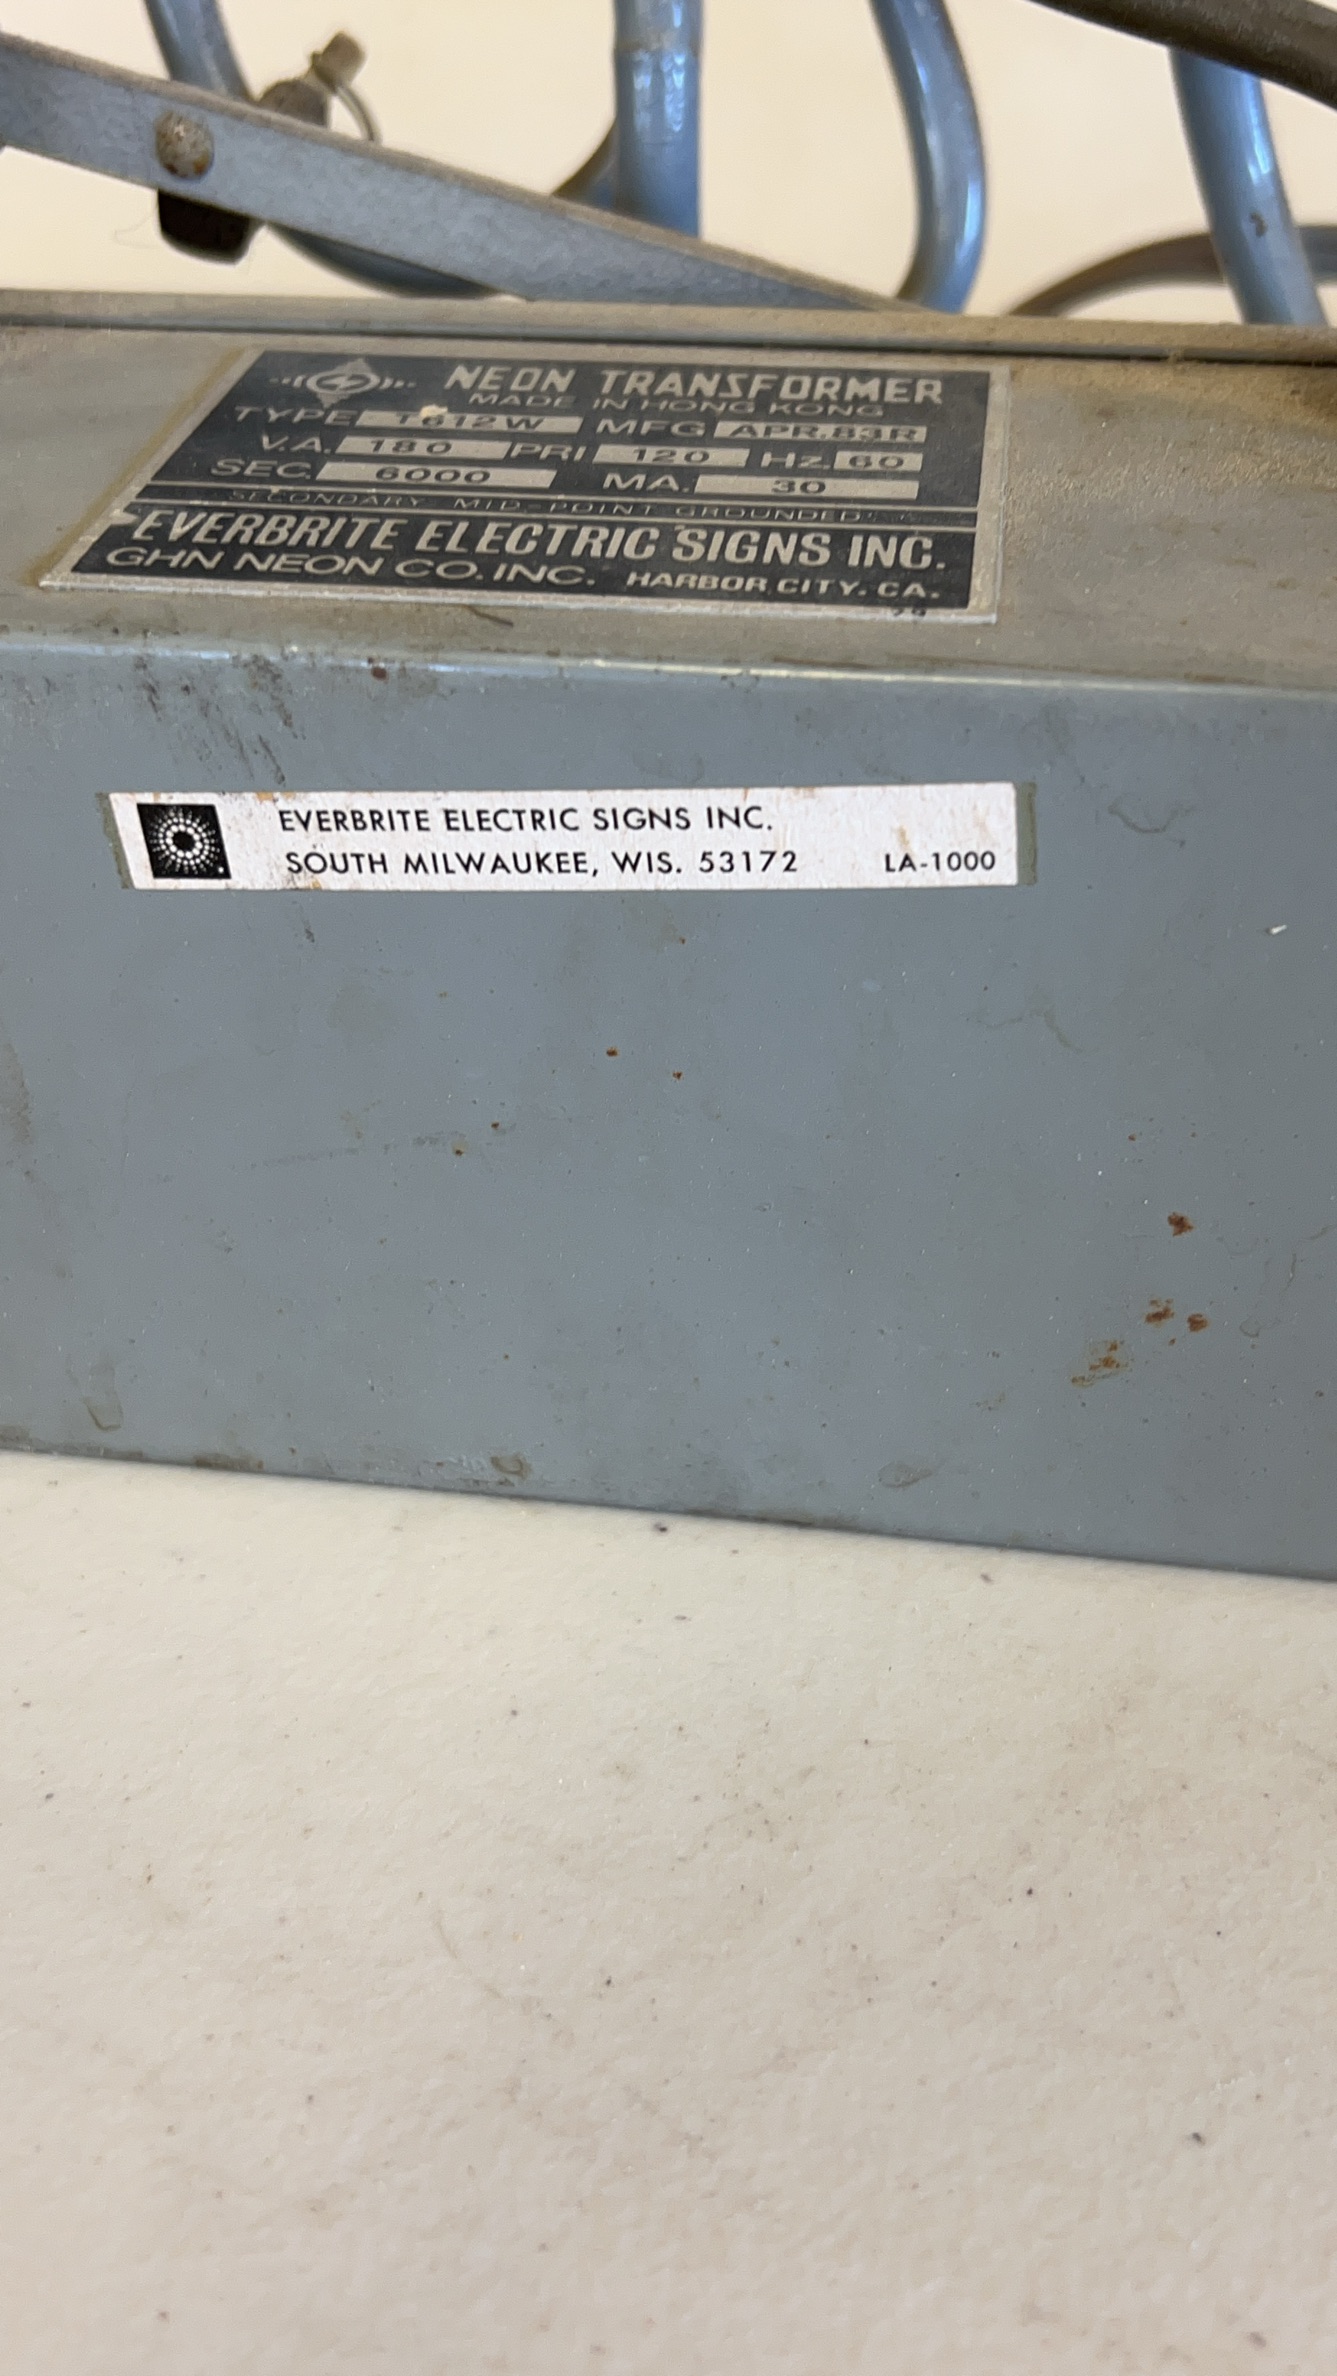 NEON TRANSFORMER
MADE IN HONG KONG
TYPE T612W MFG APR.83R
V.A. 180 PRI 120 Hz. 60
SEC. 6000 MA. 30
SECONDARY MID-POINT GROUNDED
EVERBRITE ELECTRIC SIGNS INC.
GHN NEON CO. INC. HARBOR CITY. CA.
EVERBRITE ELECTRIC SIGNS INC.
SOUTH MILWAUKEE, WIS. 53172 LA-1000